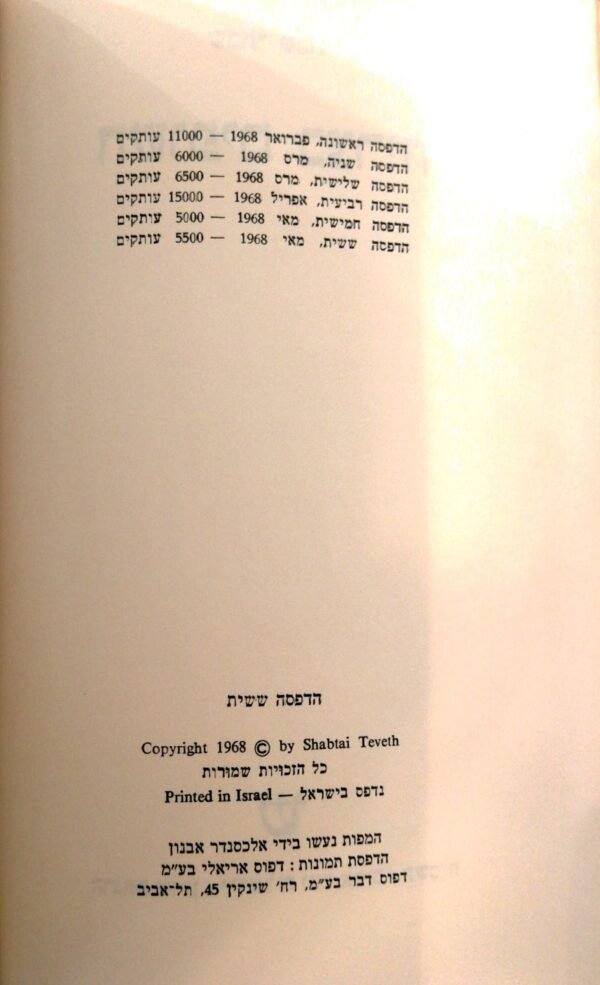 הדפסה ראשונה, פברואר 1968 — 11000 עותקים
הדפסה שניה, מרס 1968 — 6000 עותקים
הדפסה שלישית, מרס 1968 — 6500 עותקים
הדפסה רביעית, אפריל 1968 — 15000 עותקים
הדפסה חמישית, מאי 1968 — 5000 עותקים
הדפסה ששית, מאי 1968 — 5500 עותקים
הדפסה ששית
Copyright 1968 © by Shabtai Teveth
כל הזכויות שמורות
נדפס בישראל — Printed in Israel
המפות נעשו בידי אלכסנדר אבנון
הדפסת תמונות : דפוס אריאלי בע״מ
דפוס דבר בע״מ, רח׳ שינקין 45, תל־אביב